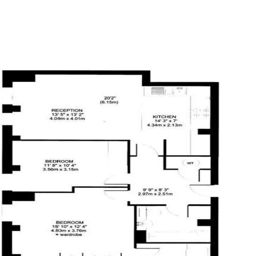 20'2"
(6.15m)
RECEPTION
13' 5" x 13' 2"
4.09m x 4.01m
KITCHEN
14' 3" x 7'
4.34m x 2.13m
BEDROOM
11' 8" x 10' 4"
3.56m x 3.15m
9' 9" x 8' 3"
2.97m x 2.51m
BEDROOM
15' 10" x 12' 4"
4.83m x 3.76m
+ wardrobe